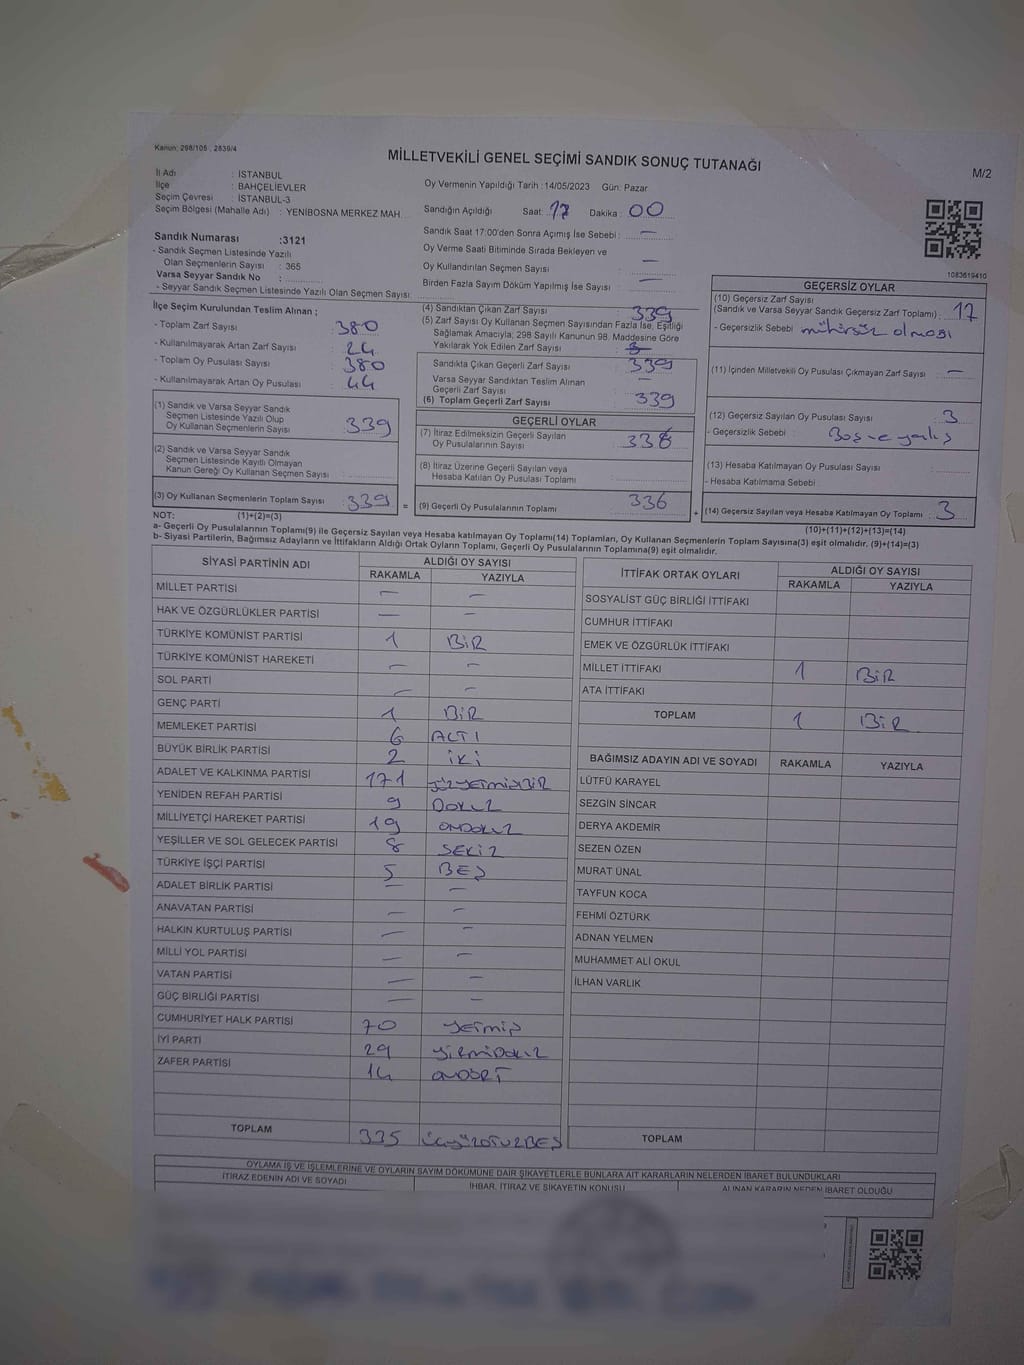 Kanun: 298/105 , 2839/4
MİLLETVEKİLİ GENEL SEÇİMİ SANDIK SONUÇ TUTANAĞI
M/2
İl Adı : İSTANBUL
İlçe : BAHÇELİEVLER
Seçim Çevresi : İSTANBUL-3
Seçim Bölgesi (Mahalle Adı) : YENİBOSNA MERKEZ MAH.
Sandık Numarası :3121
- Sandık Seçmen Listesinde Yazılı
Olan Seçmenlerin Sayısı : 365
Varsa Seyyar Sandık No :
- Seyyar Sandık Seçmen Listesinde Yazılı Olan Seçmen Sayısı:
Oy Vermenin Yapıldığı Tarih :14/05/2023 Gün: Pazar
Sandığın Açıldığı Saat: 17 Dakika : 00
Sandık Saat 17:00'den Sonra Açımış İse Sebebi : —
Oy Verme Saati Bitiminde Sırada Bekleyen ve
Oy Kullandırılan Seçmen Sayısı —
Birden Fazla Sayım Döküm Yapılmış İse Sayısı : —
1083619410
İlçe Seçim Kurulundan Teslim Alınan ;
- Toplam Zarf Sayısı : 380
- Kullanılmayarak Artan Zarf Sayısı : 24
- Toplam Oy Pusulası Sayısı : 380
- Kullanılmayarak Artan Oy Pusulası : 44
(1) Sandık ve Varsa Seyyar Sandık
Seçmen Listesinde Yazılı Olup
Oy Kullanan Seçmenlerin Sayısı : 339
(2) Sandık ve Varsa Seyyar Sandık
Seçmen Listesinde Kayıtlı Olmayan
Kanun Gereği Oy Kullanan Seçmen Sayısı :
(3) Oy Kullanan Seçmenlerin Toplam Sayısı : 339 =
(4) Sandıktan Çıkan Zarf Sayısı : 339
(5) Zarf Sayısı Oy Kullanan Seçmen Sayısından Fazla İse, Eşitliği
Sağlamak Amacıyla; 298 Sayılı Kanunun 98. Maddesine Göre
Yakılarak Yok Edilen Zarf Sayısı :
Sandıkta Çıkan Geçerli Zarf Sayısı : 339
Varsa Seyyar Sandıktan Teslim Alınan
Geçerli Zarf Sayısı : —
(6) Toplam Geçerli Zarf Sayısı : 339
GEÇERLİ OYLAR
(7) İtiraz Edilmeksizin Geçerli Sayılan
Oy Pusulalarının Sayısı : 336
(8) İtiraz Üzerine Geçerli Sayılan veya
Hesaba Katılan Oy Pusulası Toplamı :
(9) Geçerli Oy Pusulalarının Toplamı : 336 +
GEÇERSİZ OYLAR
(10) Geçersiz Zarf Sayısı
(Sandık ve Varsa Seyyar Sandık Geçersiz Zarf Toplamı) : 17
- Geçersizlik Sebebi : mühürsüz olması
(11) İçinden Milletvekili Oy Pusulası Çıkmayan Zarf Sayısı : —
(12) Geçersiz Sayılan Oy Pusulası Sayısı : 3
- Geçersizlik Sebebi : Boş ve yanlış
(13) Hesaba Katılmayan Oy Pusulası Sayısı :
- Hesaba Katılmama Sebebi :
(14) Geçersiz Sayılan veya Hesaba Katılmayan Oy Toplamı : 3
NOT: (1)+(2)=(3) (10)+(11)+(12)+(13)=(14)
a- Geçerli Oy Pusulalarının Toplamı(9) ile Geçersiz Sayılan veya Hesaba katılmayan Oy Toplamı(14) Toplamları, Oy Kullanan Seçmenlerin Toplam Sayısına(3) eşit olmalıdır. (9)+(14)=(3)
b- Siyasi Partilerin, Bağımsız Adayların ve İttifakların Aldığı Ortak Oyların Toplamı, Geçerli Oy Pusulalarının Toplamına(9) eşit olmalıdır.
SİYASİ PARTİNİN ADI ALDIĞI OY SAYISI
RAKAMLA YAZIYLA
MİLLET PARTİSİ — —
HAK VE ÖZGÜRLÜKLER PARTİSİ — —
TÜRKİYE KOMÜNİST PARTİSİ 1 BİR
TÜRKİYE KOMÜNİST HAREKETİ — —
SOL PARTİ — —
GENÇ PARTİ 1 BİR
MEMLEKET PARTİSİ 6 ALTI
BÜYÜK BİRLİK PARTİSİ 2 İKİ
ADALET VE KALKINMA PARTİSİ 171 YÜZYETMİŞBİR
YENİDEN REFAH PARTİSİ 9 DOKUZ
MİLLİYETÇİ HAREKET PARTİSİ 19 ONDOKUZ
YEŞİLLER VE SOL GELECEK PARTİSİ 8 SEKİZ
TÜRKİYE İŞÇİ PARTİSİ 5 BEŞ
ADALET BİRLİK PARTİSİ — —
ANAVATAN PARTİSİ — —
HALKIN KURTULUŞ PARTİSİ — —
MİLLİ YOL PARTİSİ — —
VATAN PARTİSİ — —
GÜÇ BİRLİĞİ PARTİSİ — —
CUMHURİYET HALK PARTİSİ 70 YETMİŞ
İYİ PARTİ 29 YİRMİDOKUZ
ZAFER PARTİSİ 14 ONDÖRT
TOPLAM 335 ÜÇYÜZOTUZBEŞ
İTTİFAK ORTAK OYLARI ALDIĞI OY SAYISI
RAKAMLA YAZIYLA
SOSYALİST GÜÇ BİRLİĞİ İTTİFAKI
CUMHUR İTTİFAKI
EMEK VE ÖZGÜRLÜK İTTİFAKI
MİLLET İTTİFAKI 1 BİR
ATA İTTİFAKI
TOPLAM 1 BİR
BAĞIMSIZ ADAYIN ADI VE SOYADI RAKAMLA YAZIYLA
LÜTFÜ KARAYEL
SEZGİN SİNCAR
DERYA AKDEMİR
SEZEN ÖZEN
MURAT ÜNAL
TAYFUN KOCA
FEHMİ ÖZTÜRK
ADNAN YELMEN
MUHAMMET ALİ OKUL
İLHAN VARLIK
TOPLAM
OYLAMA İŞ VE İŞLEMLERİNE VE OYLARIN SAYIM DÖKÜMÜNE DAİR ŞİKAYETLERLE BUNLARA AİT KARARLARIN NELERDEN İBARET BULUNDUKLARI
İTİRAZ EDENİN ADI VE SOYADI İHBAR, İTİRAZ VE ŞİKAYETİN KONUSU ALINAN KARARIN NEDEN İBARET OLDUĞU